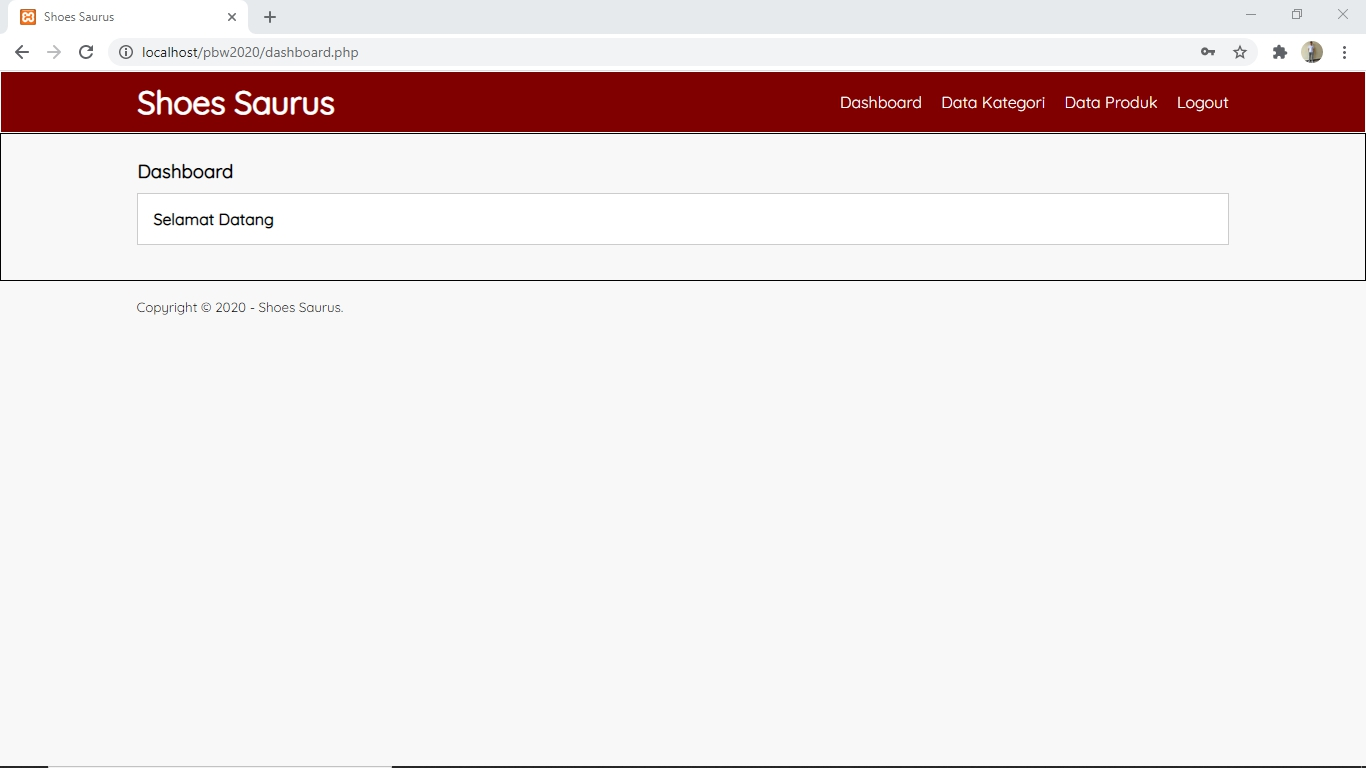 Shoes Saurus
localhost/pbw2020/dashboard.php
Shoes Saurus
Dashboard Data Kategori Data Produk Logout
Dashboard
Selamat Datang
Copyright © 2020 - Shoes Saurus.